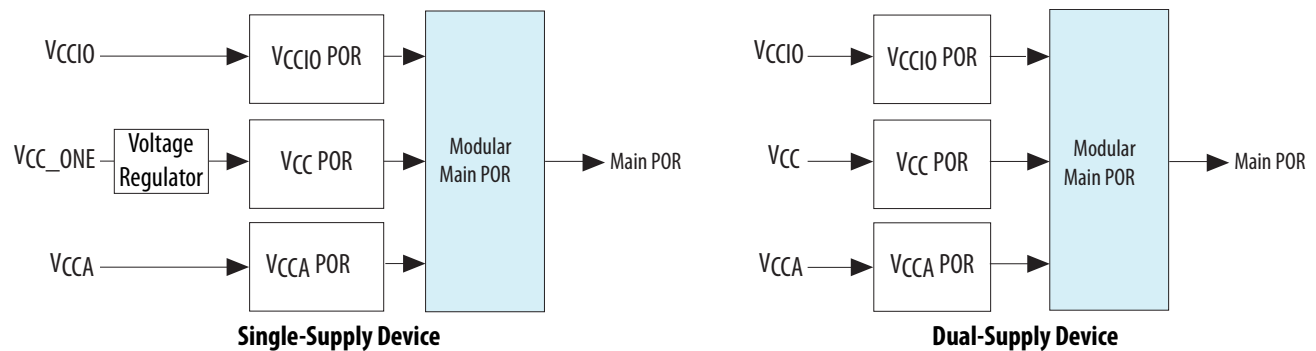 VCCIO VCCIO POR VCCIO VCCIO POR
VCC_ONE Voltage Regulator VCC POR Modular Main POR Main POR VCC VCC POR Modular Main POR Main POR
VCCA VCCA POR VCCA VCCA POR
Single-Supply Device Dual-Supply Device